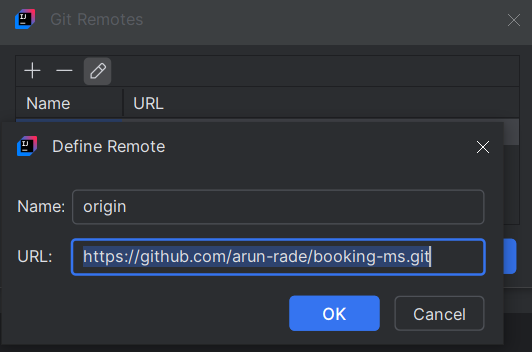 Git Remotes
Name URL
Define Remote
Name: origin
URL: https://github.com/arun-rade/booking-ms.git
OK Cancel